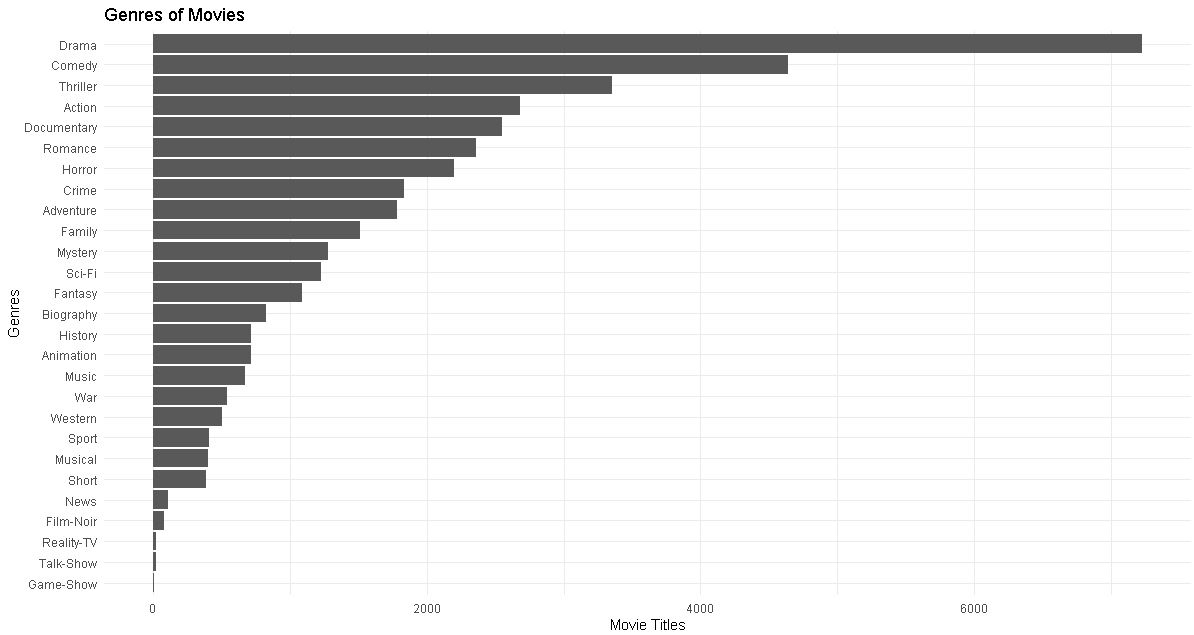 Genres of Movies
Drama
Comedy
Thriller
Action
Documentary
Romance
Horror
Crime
Adventure
Family
Mystery
Sci-Fi
Fantasy
Biography
History
Animation
Music
War
Western
Sport
Musical
Short
News
Film-Noir
Reality-TV
Talk-Show
Game-Show
Genres
0 2000 4000 6000
Movie Titles